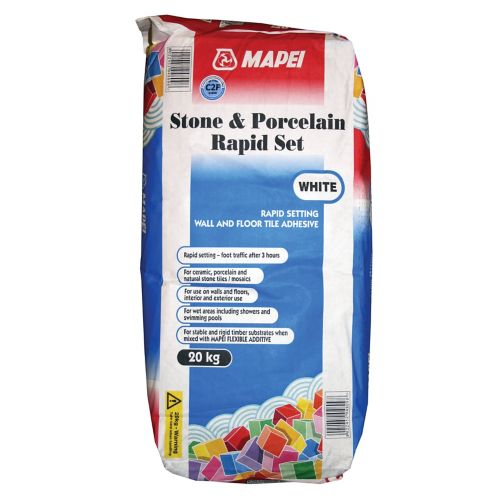 MAPEI
C2F
Stone & Porcelain
Rapid Set
WHITE
RAPID SETTING
WALL AND FLOOR TILE ADHESIVE
Rapid setting – foot traffic after 3 hours
For ceramic, porcelain and
natural stone tiles / mosaics
For use on walls and floors,
interior and exterior use
For wet areas including showers and
swimming pools
For stable and rigid timber substrates when
mixed with MAPEI FLEXIBLE ADDITIVE
20 kg
MAPEI